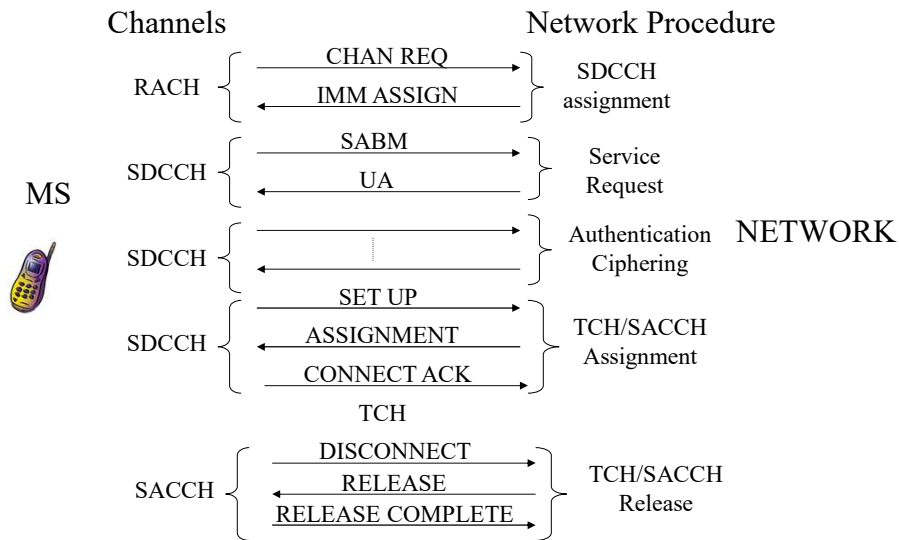 Channels
Network Procedure
CHAN REQ
RACH
IMM ASSIGN
SDCCH
assignment
SABM
SDCCH
UA
Service
Request
MS
NETWORK
SDCCH
Authentication
Ciphering
SET UP
SDCCH
ASSIGNMENT
TCH/SACCH
Assignment
CONNECT ACK
TCH
DISCONNECT
SACCH
RELEASE
TCH/SACCH
Release
RELEASE COMPLETE